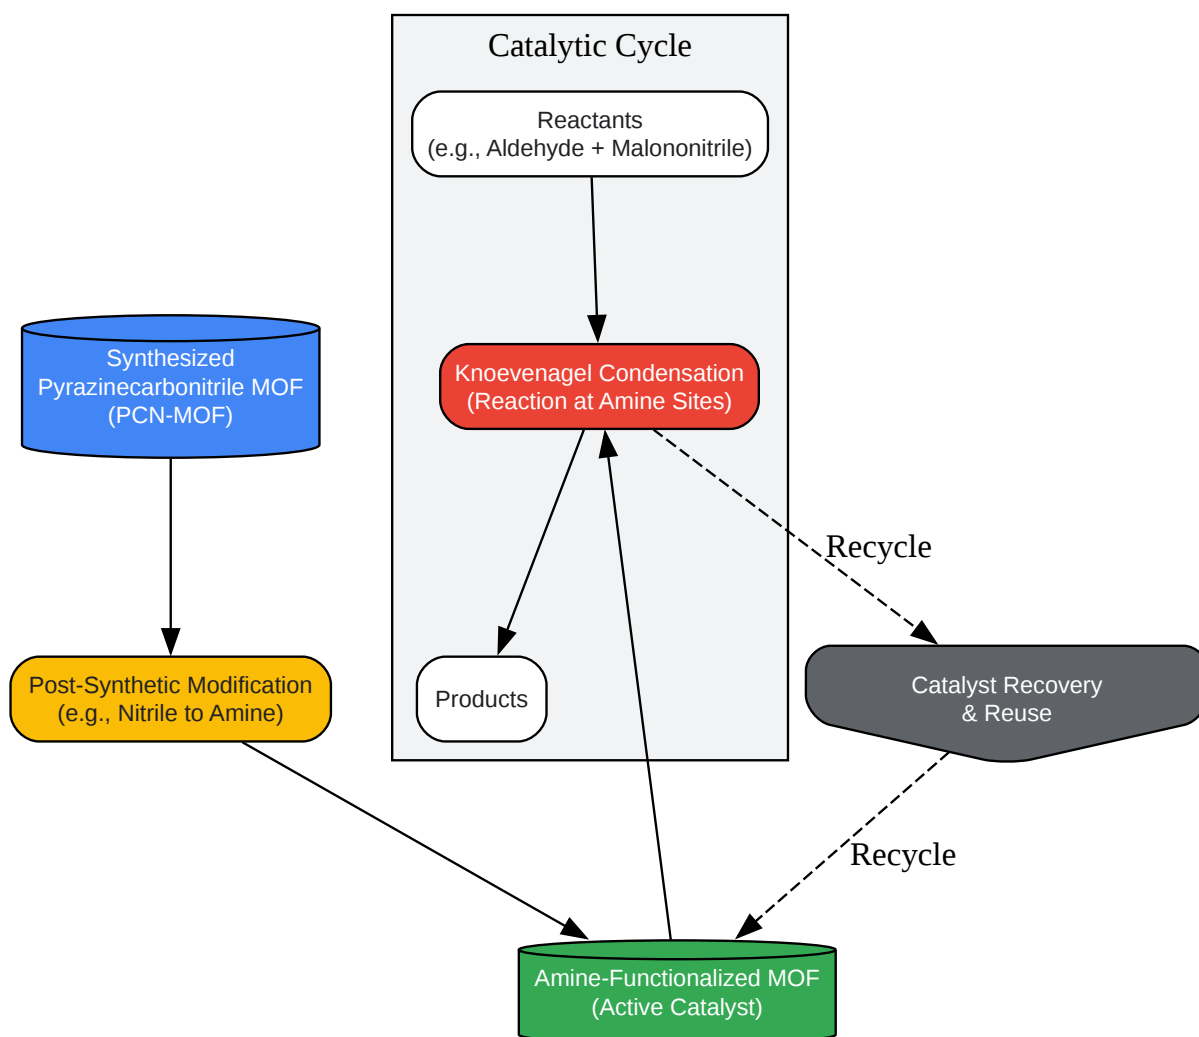 Catalytic Cycle
Reactants
(e.g., Aldehyde + Malononitrile)
Synthesized
Pyrazinecarbonitrile MOF
(PCN-MOF)
Knoevenagel Condensation
(Reaction at Amine Sites)
Recycle
Post-Synthetic Modification
(e.g., Nitrile to Amine)
Products
Catalyst Recovery
& Reuse
Recycle
Amine-Functionalized MOF
(Active Catalyst)